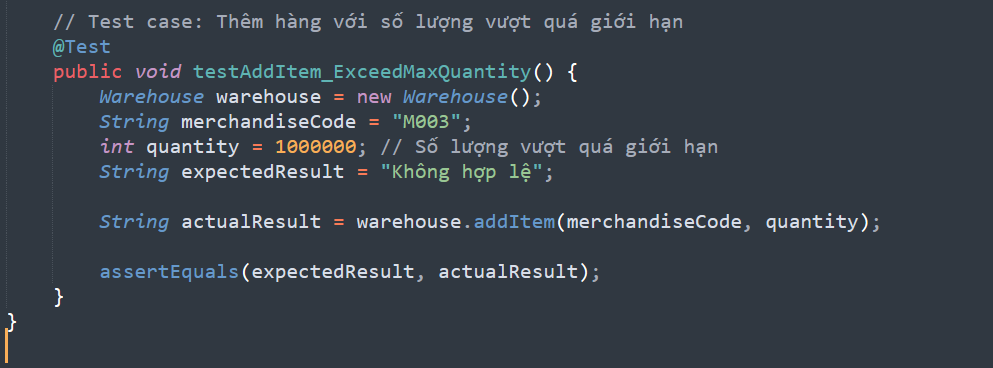 // Test case: Thêm hàng với số lượng vượt quá giới hạn
@Test
public void testAddItem_ExceedMaxQuantity() {
Warehouse warehouse = new Warehouse();
String merchandiseCode = "M003";
int quantity = 1000000; // Số lượng vượt quá giới hạn
String expectedResult = "Không hợp lệ";
String actualResult = warehouse.addItem(merchandiseCode, quantity);
assertEquals(expectedResult, actualResult);
}
}